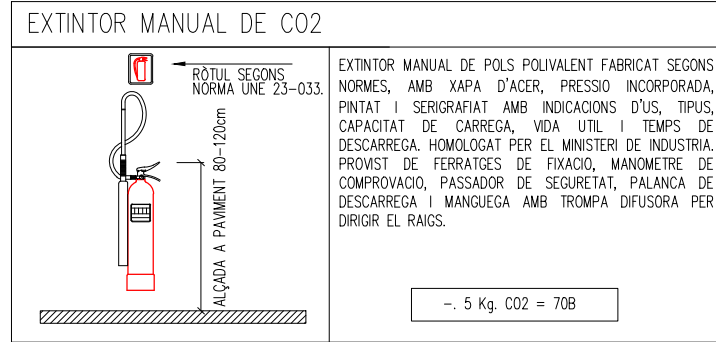 EXTINTOR MANUAL DE CO2
RÒTUL SEGONS
NORMA UNE 23-033.
ALÇADA A PAVIMENT 80-120cm
EXTINTOR MANUAL DE POLS POLIVALENT FABRICAT SEGONS
NORMES, AMB XAPA D'ACER, PRESSIO INCORPORADA,
PINTAT I SERIGRAFIAT AMB INDICACIONS D'US, TIPUS,
CAPACITAT DE CARREGA, VIDA UTIL I TEMPS DE
DESCARREGA. HOMOLOGAT PER EL MINISTERI DE INDUSTRIA.
PROVIST DE FERRATGES DE FIXACIO, MANOMETRE DE
COMPROVACIO, PASSADOR DE SEGURETAT, PALANCA DE
DESCARREGA I MANGUEGA AMB TROMPA DIFUSORA PER
DIRIGIR EL RAIGS.
-. 5 Kg. CO2 = 70B